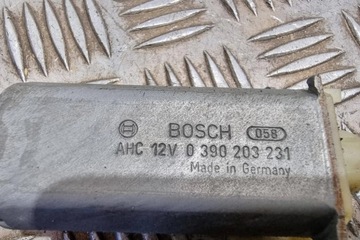 BOSCH 058
AHC 12V 0 390 203 231
Made in Germany